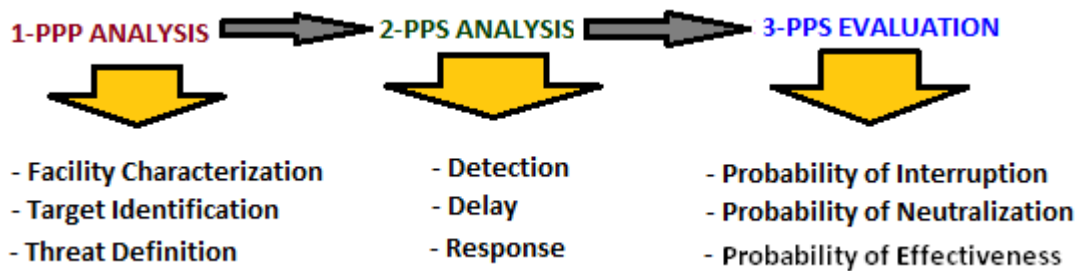 1-PPP ANALYSIS
2-PPS ANALYSIS
3-PPS EVALUATION
- Facility Characterization
- Target Identification
- Threat Definition
- Detection
- Delay
- Response
- Probability of Interruption
- Probability of Neutralization
- Probability of Effectiveness